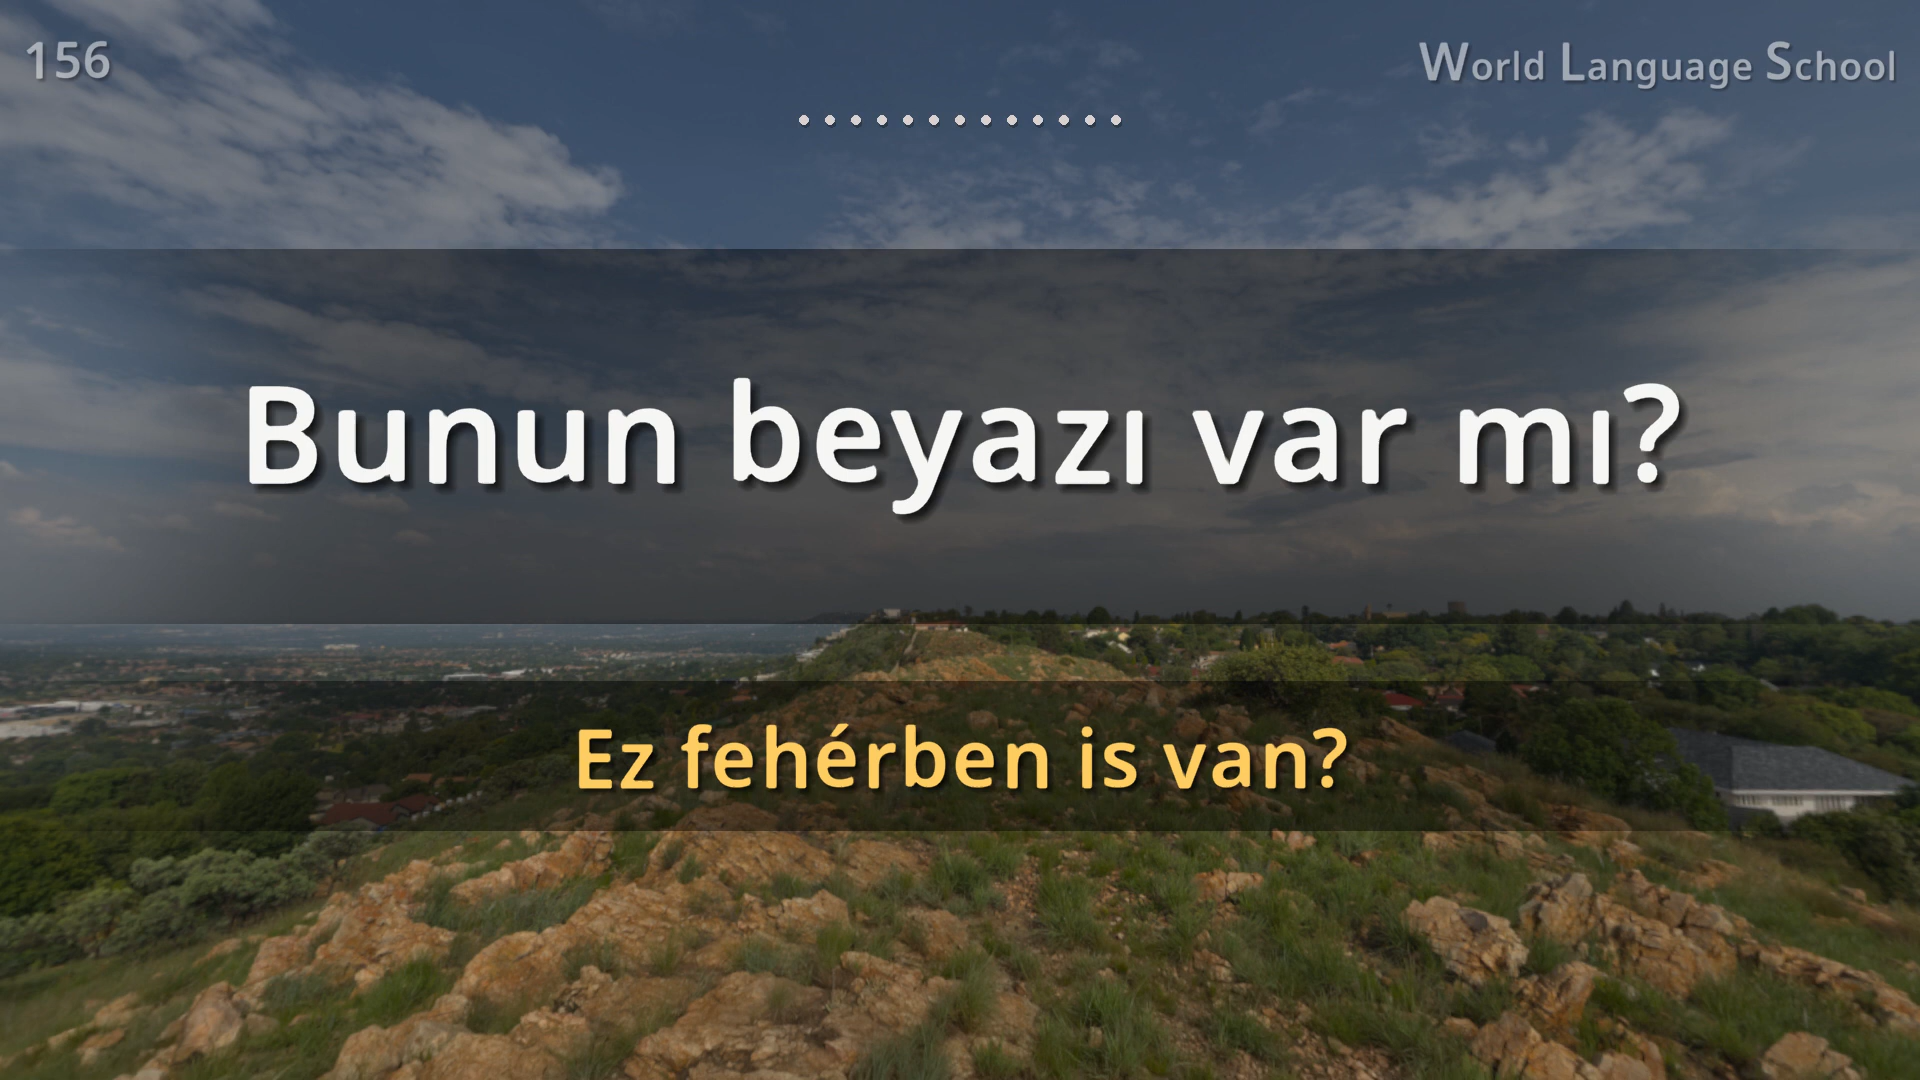 156
World Language School
Bunun beyazı var mı?
Ez fehérben is van?